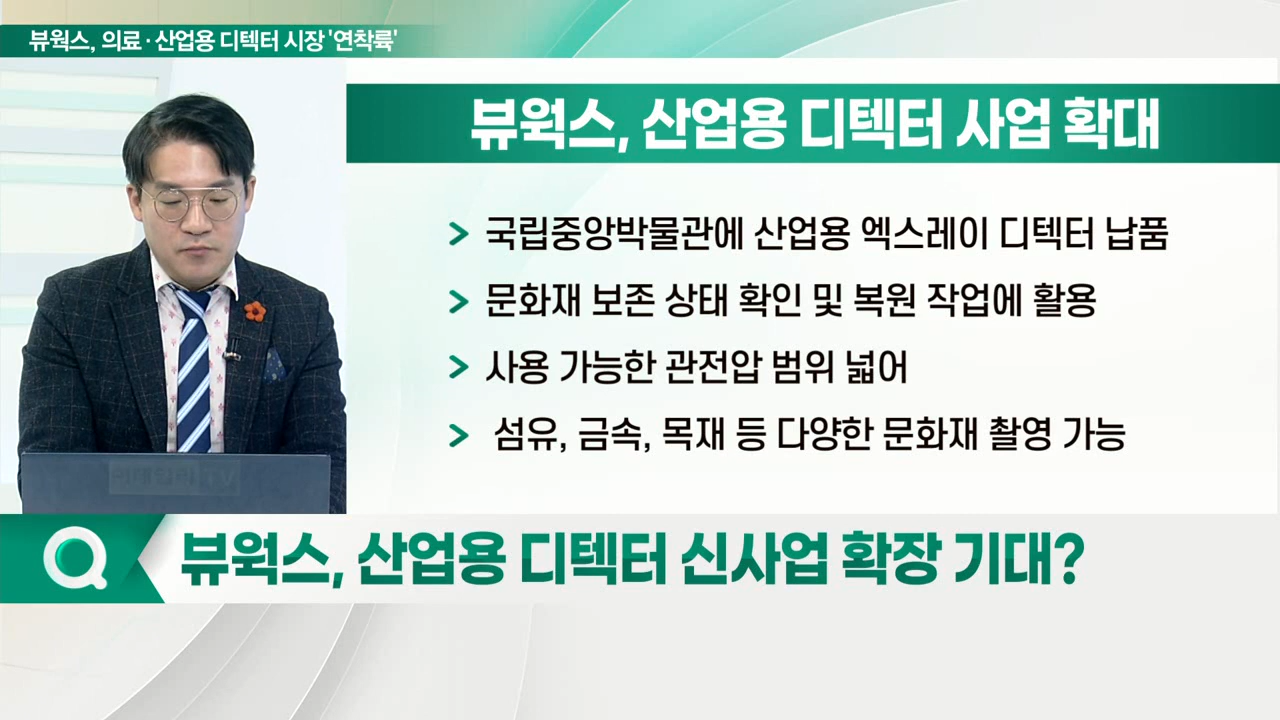 뷰웍스, 의료·산업용 디텍터 시장 '연착륙'
뷰웍스, 산업용 디텍터 사업 확대
> 국립중앙박물관에 산업용 엑스레이 디텍터 납품
> 문화재 보존 상태 확인 및 복원 작업에 활용
> 사용 가능한 관전압 범위 넓어
> 섬유, 금속, 목재 등 다양한 문화재 촬영 가능
뷰웍스, 산업용 디텍터 신사업 확장 기대?